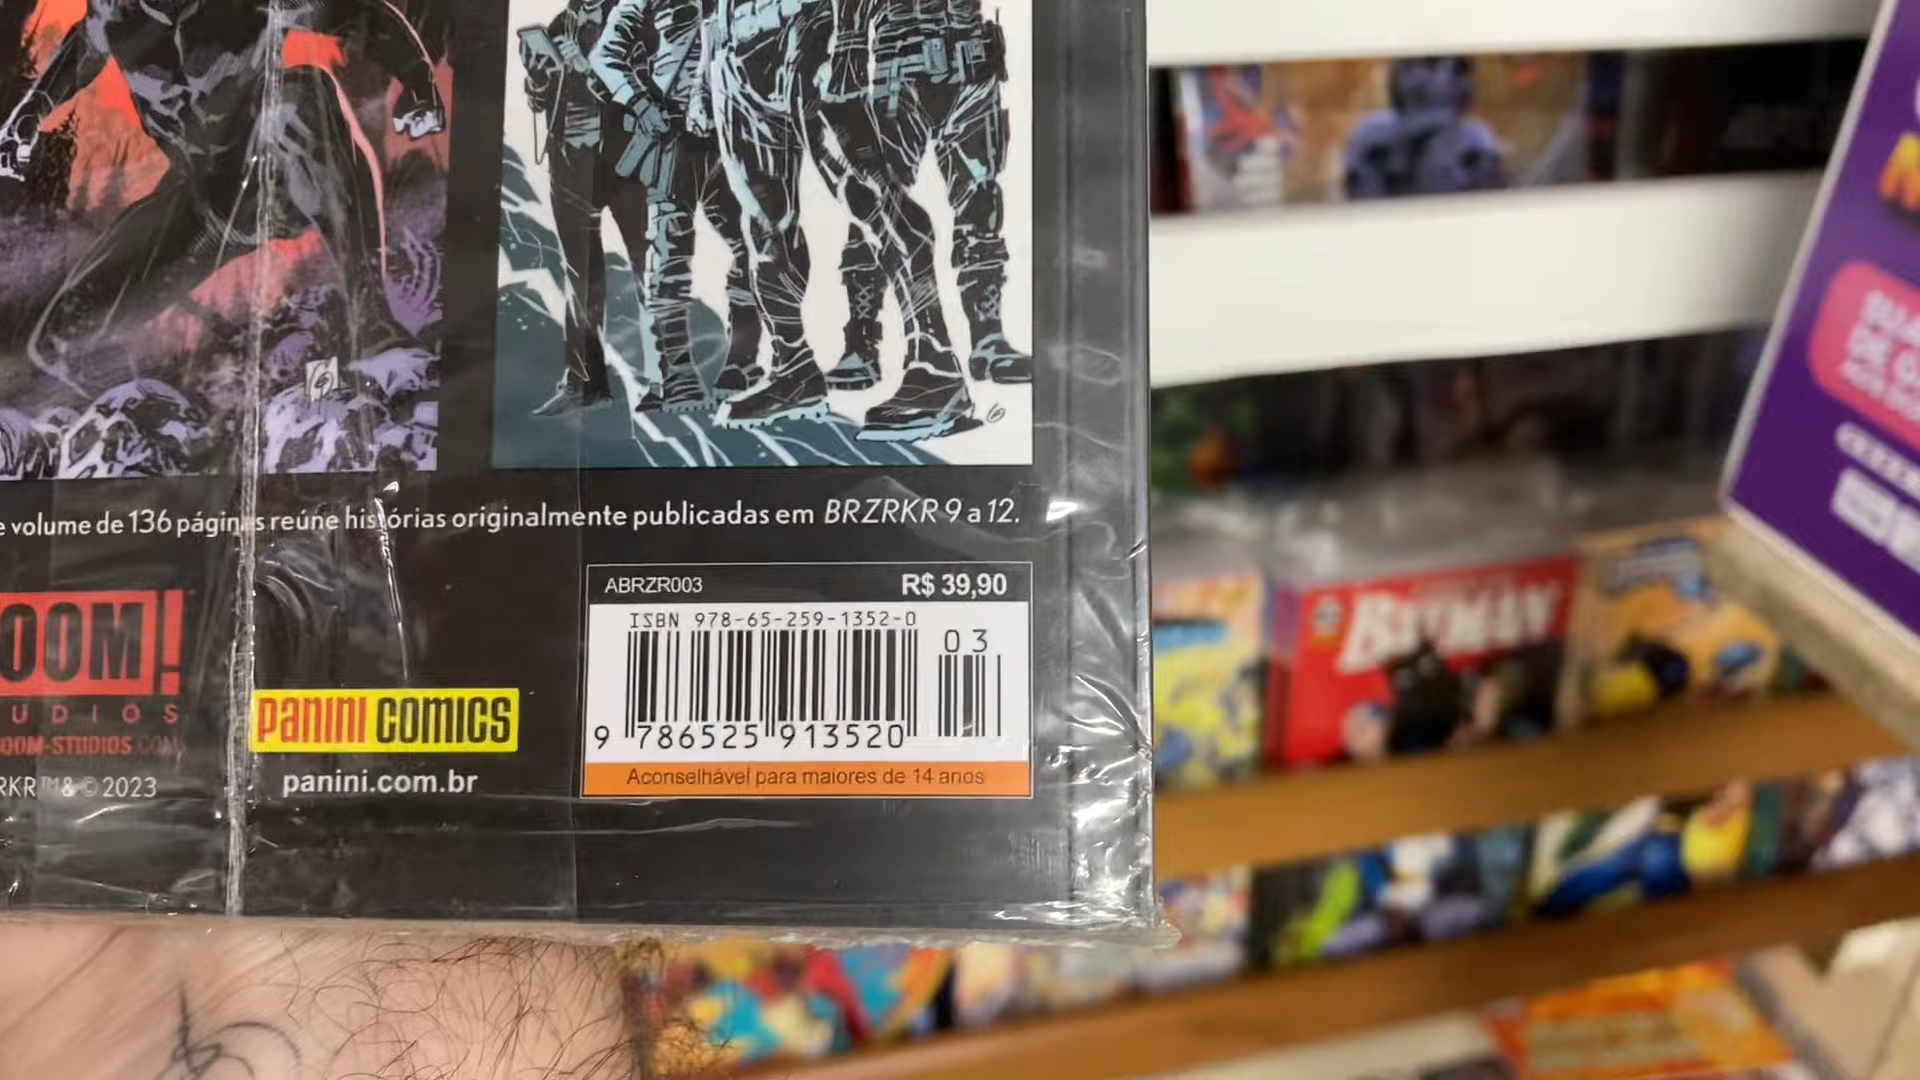 e volume de 136 páginas reúne histórias originalmente publicadas em BRZRKR 9 a 12.
ABRZR003
R$ 39,90
ISBN 978-65-259-1352-0
03
9 786525 913520
Aconselhável para maiores de 14 anos
OOM!
UDIOS
OOM-STUDIOS.COM
RKR™ & © 2023
PANINI COMICS
panini.com.br
BATMAN